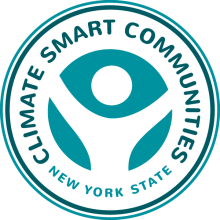 CLIMATE SMART COMMUNITIES
NEW YORK STATE